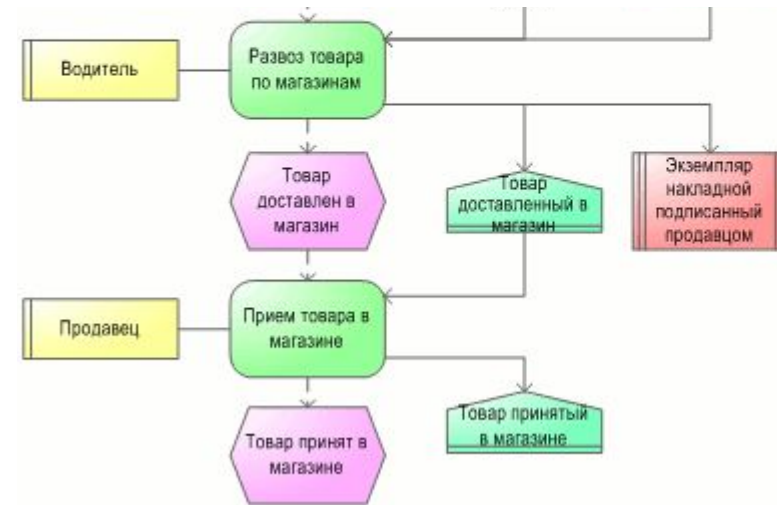 Водитель
Развоз товара
по магазинам
Товар
доставлен в
магазин
Товар
доставленный в
магазин
Экземпляр
накладной
подписанный
продавцом
Продавец
Прием товара в
магазине
Товар принят в
магазине
Товар принятый
в магазине